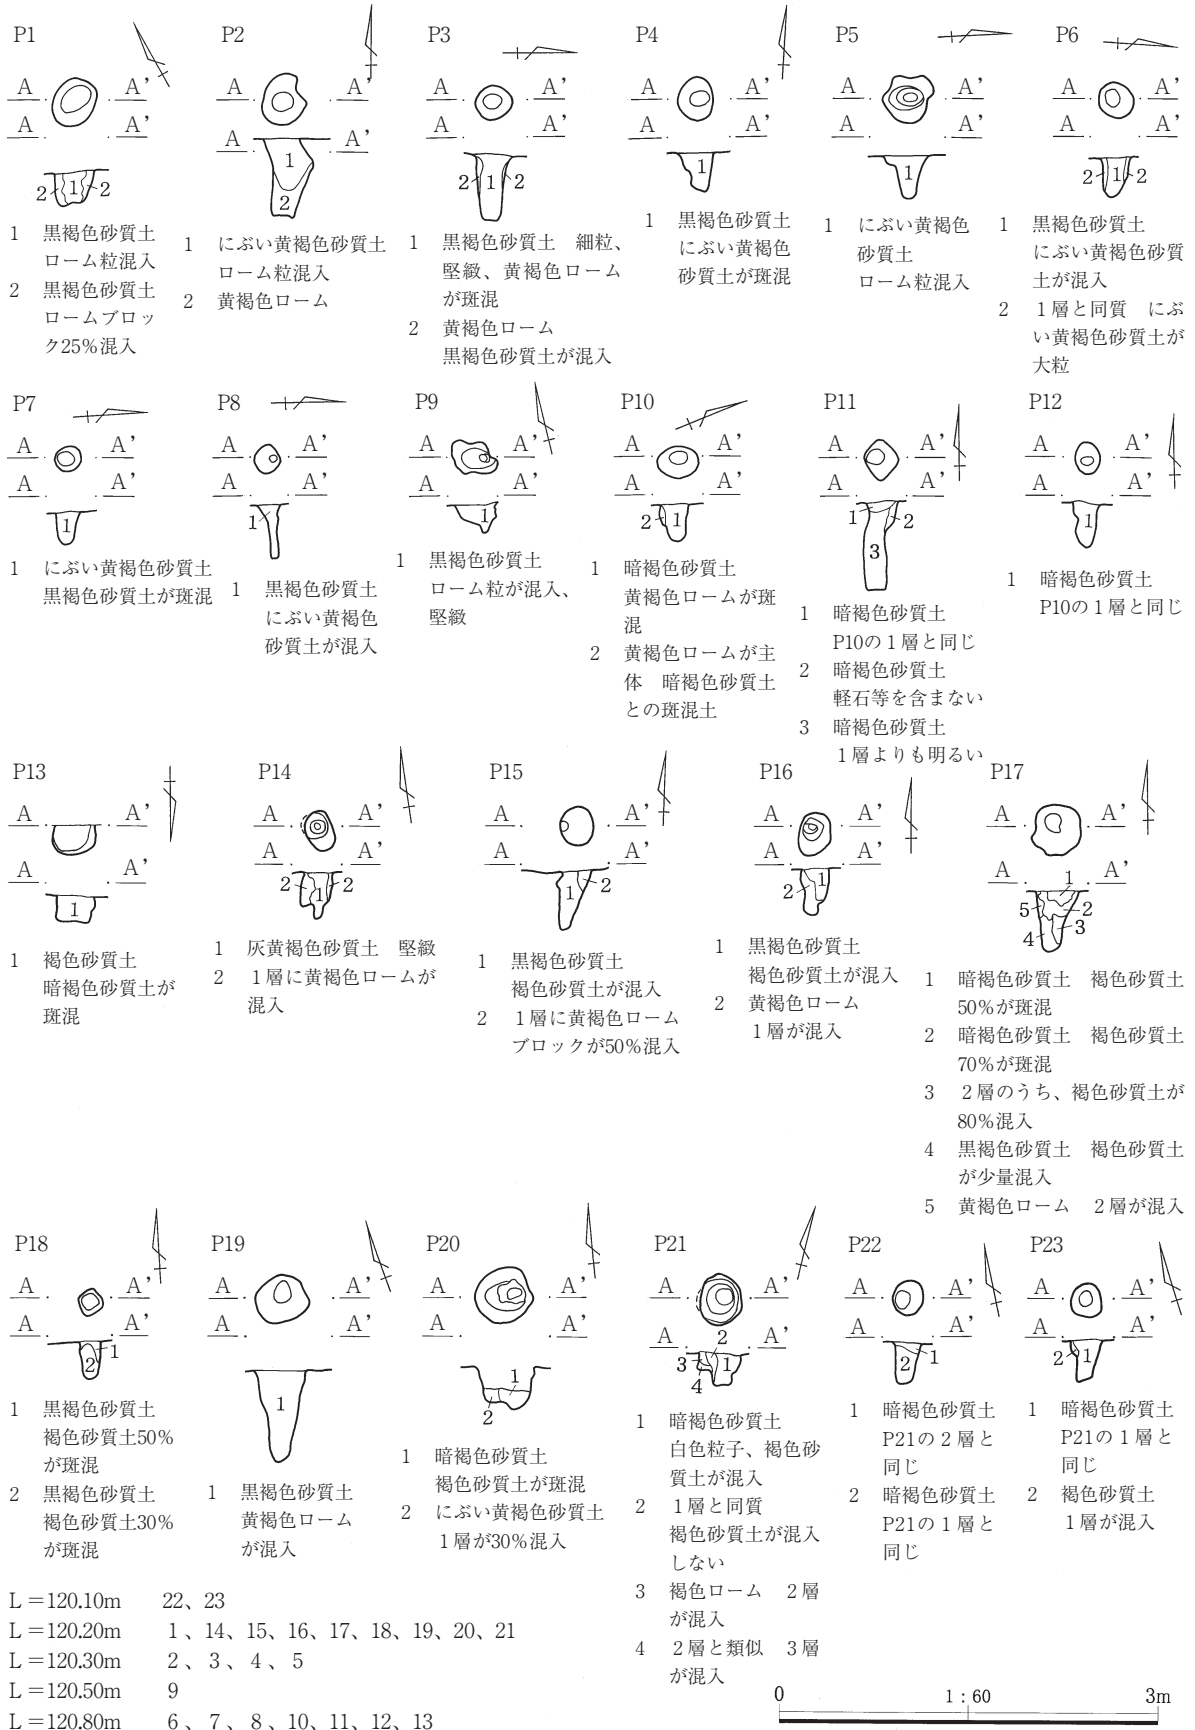 P1
A A’
A A’
2 1 2
1 黒褐色砂質土
ローム粒混入
2 黒褐色砂質土
ロームブロッ
ク25%混入
P2
A A’
A A’
1
2
1 にぶい黄褐色砂質土
ローム粒混入
2 黄褐色ローム
P3
A A’
A A’
2 1 2
1 黒褐色砂質土 細粒、
堅緻、黄褐色ローム
が斑混
2 黄褐色ローム
黒褐色砂質土が混入
P4
A A’
A A’
1
1 黒褐色砂質土
にぶい黄褐色
砂質土が斑混
P5
A A’
A A’
1
1 にぶい黄褐色
砂質土
ローム粒混入
P6
A A’
A A’
2 1 2
1 黒褐色砂質土
にぶい黄褐色砂質
土が混入
2 1層と同質 にぶ
い黄褐色砂質土が
大粒
P7
A A’
A A’
1
1 にぶい黄褐色砂質土
黒褐色砂質土が斑混
P8
A A’
A A’
1
1 黒褐色砂質土
にぶい黄褐色
砂質土が混入
P9
A A’
A A’
1
1 黒褐色砂質土
ローム粒が混入、
堅緻
P10
A A’
A A’
2 1
1 暗褐色砂質土
黄褐色ロームが斑
混
2 黄褐色ロームが主
体 暗褐色砂質土
との斑混土
P11
A A’
A A’
1 2
3
1 暗褐色砂質土
P10の1層と同じ
2 暗褐色砂質土
軽石等を含まない
3 暗褐色砂質土
1層よりも明るい
P12
A A’
A A’
1
1 暗褐色砂質土
P10の1層と同じ
P13
A A’
A A’
1
1 褐色砂質土
暗褐色砂質土が
斑混
P14
A A’
A A’
2 1 2
1 灰黄褐色砂質土 堅緻
2 1層に黄褐色ロームが
混入
P15
A A’
A A’
1 2
1 黒褐色砂質土
褐色砂質土が混入
2 1層に黄褐色ローム
ブロックが50%混入
P16
A A’
A A’
2 1
1 黒褐色砂質土
褐色砂質土が混入
2 黄褐色ローム
1層が混入
P17
A A’
A A’
1
5 2
4 3
1 暗褐色砂質土 褐色砂質土
50%が斑混
2 暗褐色砂質土 褐色砂質土
70%が斑混
3 2層のうち、褐色砂質土が
80%混入
4 黒褐色砂質土 褐色砂質土
が少量混入
5 黄褐色ローム 2層が混入
P18
A A’
A A’
2 1
1 黒褐色砂質土
褐色砂質土50%
が斑混
2 黒褐色砂質土
褐色砂質土30%
が斑混
P19
A A’
A A’
1
1 黒褐色砂質土
黄褐色ローム
が混入
P20
A A’
A A’
1
2
1 暗褐色砂質土
褐色砂質土が斑混
2 にぶい黄褐色砂質土
1層が30%混入
P21
A A’
A A’
2
3 1
4
1 暗褐色砂質土
白色粒子、褐色砂
質土が混入
2 1層と同質
褐色砂質土が混入
しない
3 褐色ローム 2層
が混入
4 2層と類似 3層
が混入
P22
A A’
A A’
2 1
1 暗褐色砂質土
P21の2層と
同じ
2 暗褐色砂質土
P21の1層と
同じ
P23
A A’
A A’
2 1
1 暗褐色砂質土
P21の1層と
同じ
2 褐色砂質土
1層が混入
L=120.10m 22、23
L=120.20m 1、14、15、16、17、18、19、20、21
L=120.30m 2、3、4、5
L=120.50m 9
L=120.80m 6、7、8、10、11、12、13
0 1：60 3m